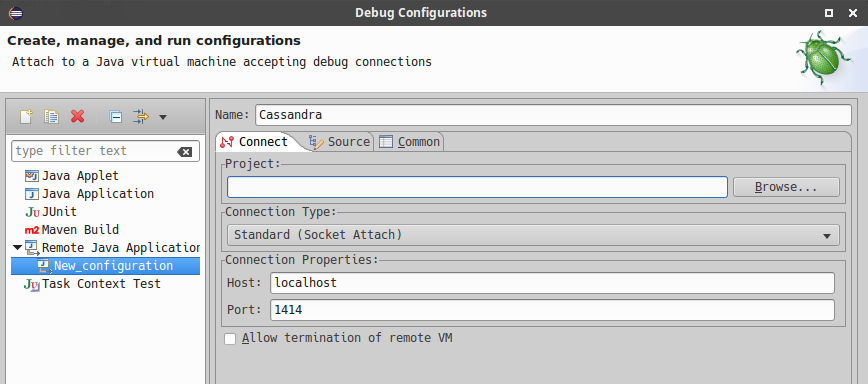 Debug Configurations
Create, manage, and run configurations
Attach to a Java virtual machine accepting debug connections
Name: Cassandra
Connect Source Common
type filter text
Java Applet
Java Application
JUnit
Maven Build
Remote Java Application
New_configuration
Task Context Test
Project:
Browse...
Connection Type:
Standard (Socket Attach)
Connection Properties:
Host: localhost
Port: 1414
Allow termination of remote VM